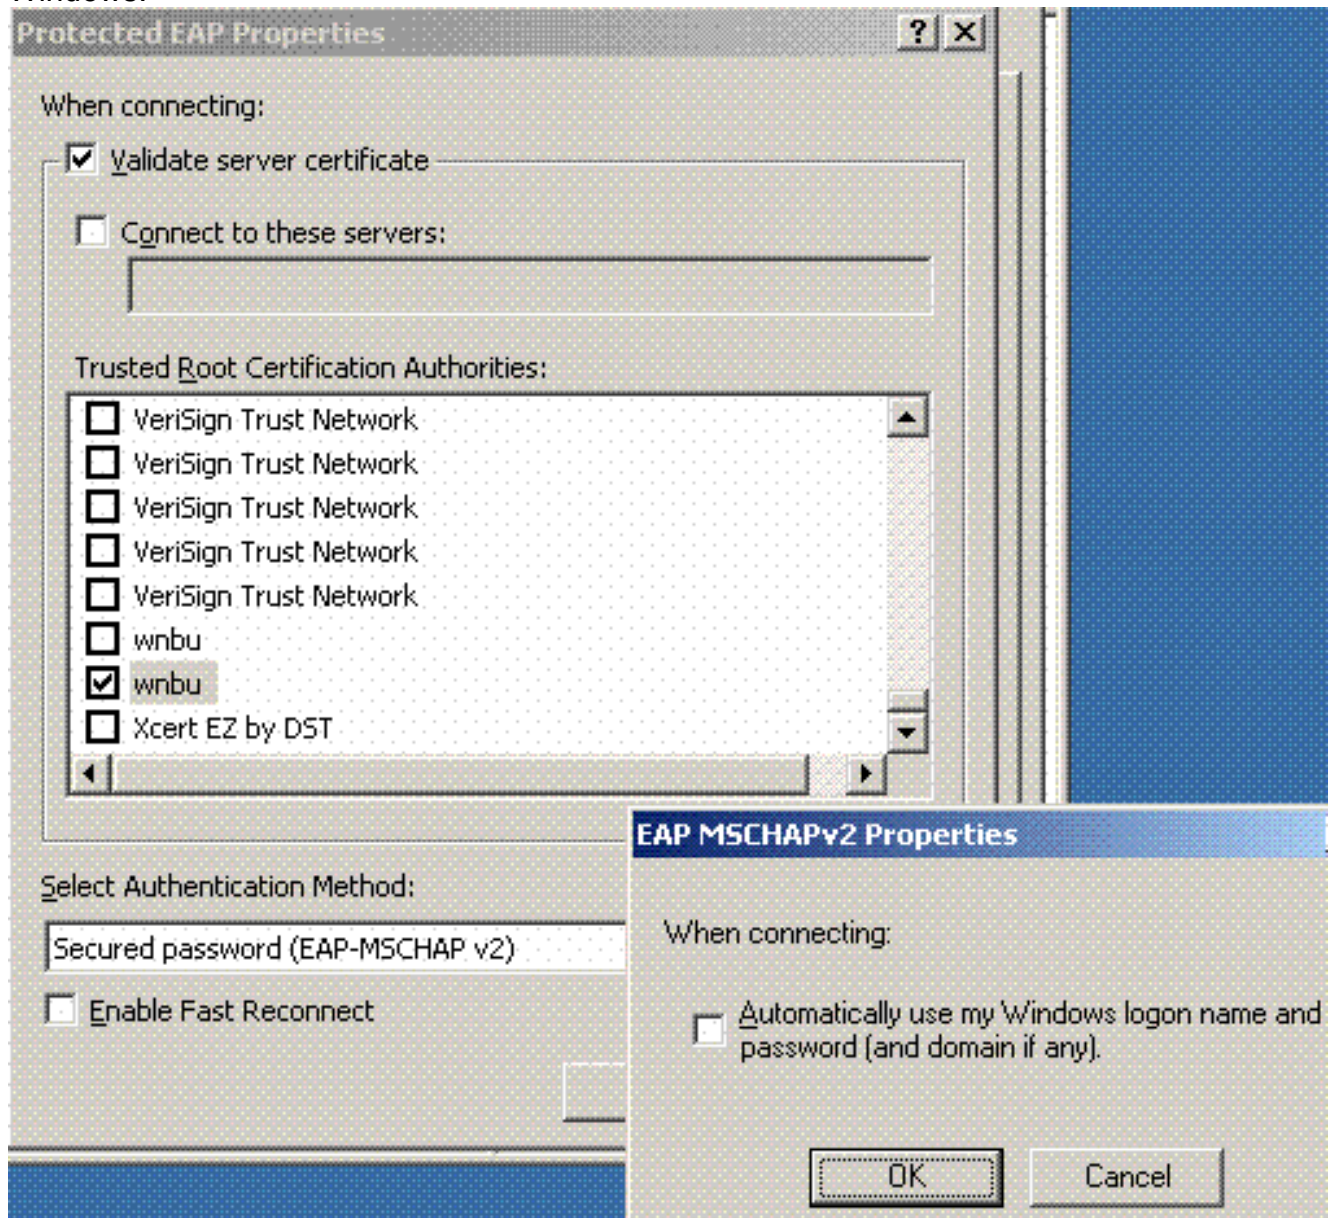 Protected EAP Properties
When connecting:
Validate server certificate
Connect to these servers:
Trusted Root Certification Authorities:
VeriSign Trust Network
VeriSign Trust Network
VeriSign Trust Network
VeriSign Trust Network
VeriSign Trust Network
wnbu
wnbu
Xcert EZ by DST
Select Authentication Method:
Secured password (EAP-MSCHAP v2)
Enable Fast Reconnect
EAP MSCHAPv2 Properties
When connecting:
Automatically use my Windows logon name and
password (and domain if any).
OK Cancel